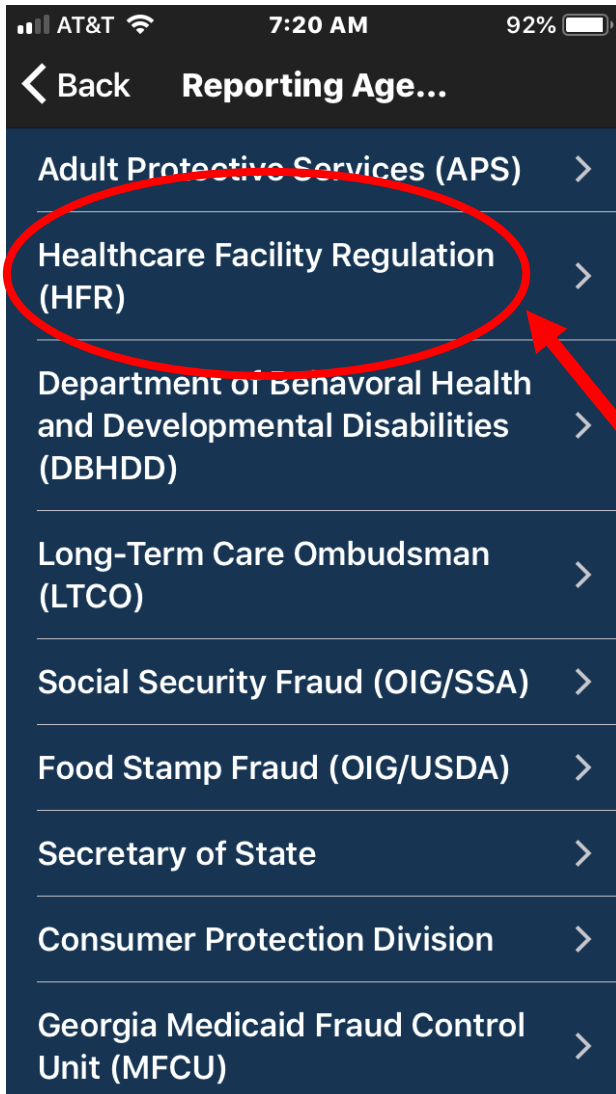 AT&T 7:20 AM 92%
Back Reporting Age...
Adult Protective Services (APS)
Healthcare Facility Regulation
(HFR)
Department of Behavoral Health
and Developmental Disabilities
(DBHDD)
Long-Term Care Ombudsman
(LTCO)
Social Security Fraud (OIG/SSA)
Food Stamp Fraud (OIG/USDA)
Secretary of State
Consumer Protection Division
Georgia Medicaid Fraud Control
Unit (MFCU)